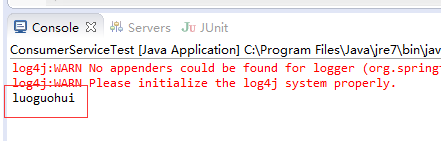 Console Servers JUnit
ConsumerServiceTest [Java Application] C:\Program Files\Java\jre7\bin\jav
log4j:WARN No appenders could be found for logger (org.spring
log4j:WARN Please initialize the log4j system properly.
luoguohui